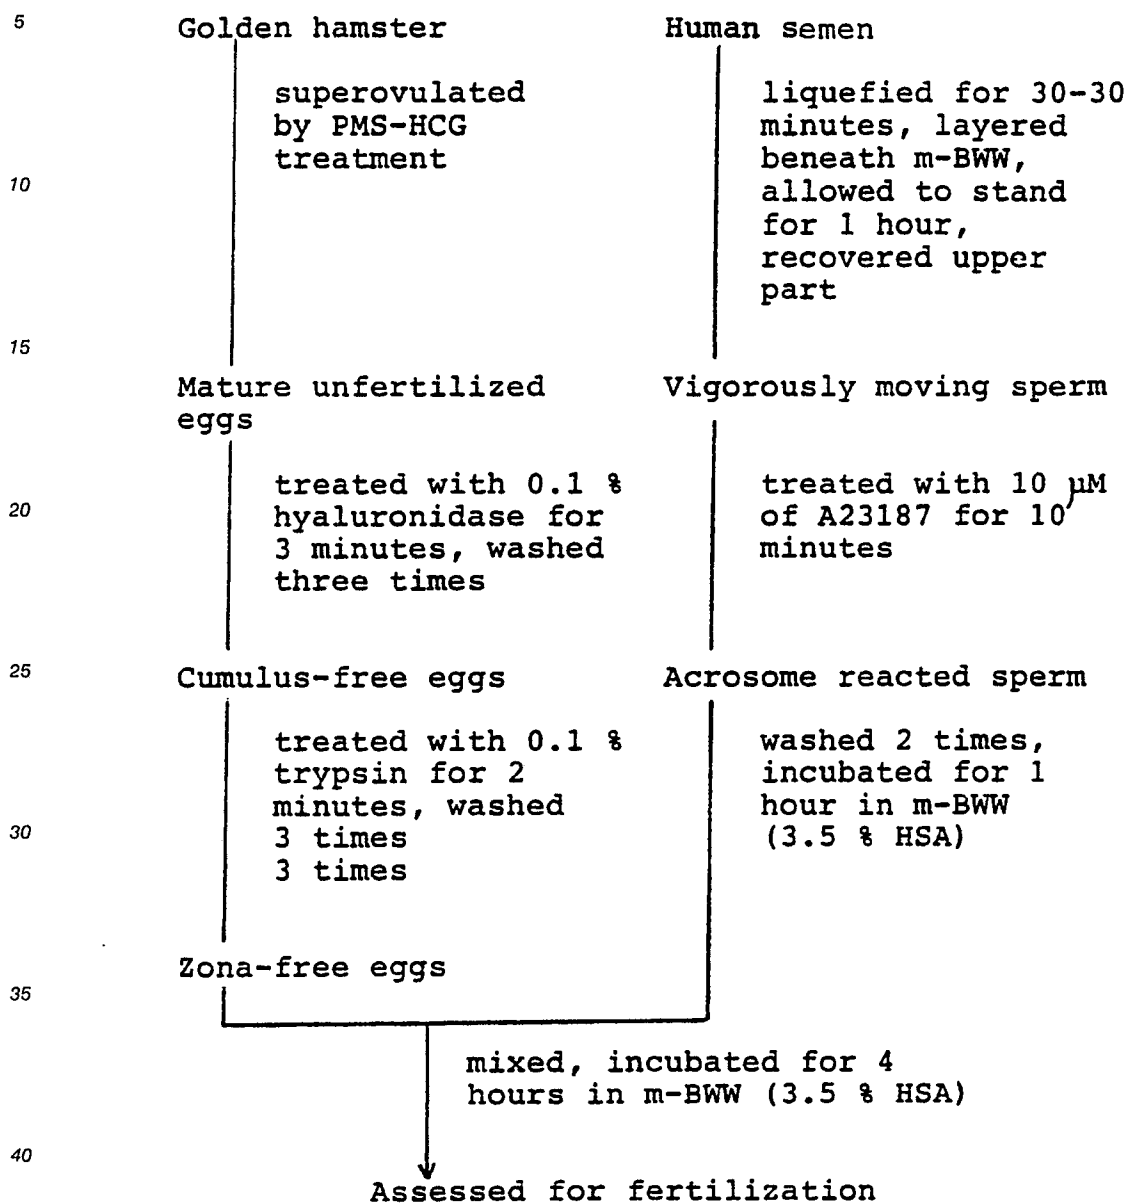 5
Golden hamster
Human semen
superovulated
by PMS-HCG
treatment
liquefied for 30-30
minutes, layered
beneath m-BWW,
allowed to stand
for 1 hour,
recovered upper
part
10
15
Mature unfertilized
eggs
Vigorously moving sperm
treated with 0.1 %
hyaluronidase for
3 minutes, washed
three times
treated with 10 µM
of A23187 for 10
minutes
20
25
Cumulus-free eggs
Acrosome reacted sperm
treated with 0.1 %
trypsin for 2
minutes, washed
3 times
3 times
washed 2 times,
incubated for 1
hour in m-BWW
(3.5 % HSA)
30
Zona-free eggs
35
mixed, incubated for 4
hours in m-BWW (3.5 % HSA)
40
Assessed for fertilization